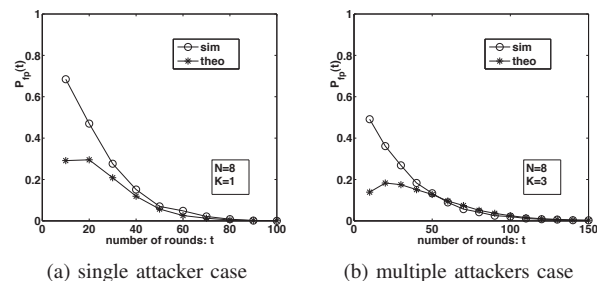 1
0.8
0.6
0.4
0.2
0
P_fp(t)
sim
theo
N=8
K=1
0 20 40 60 80 100
number of rounds: t
(a) single attacker case
1
0.8
0.6
0.4
0.2
0
P_fp(t)
sim
theo
N=8
K=3
0 50 100 150
number of rounds: t
(b) multiple attackers case